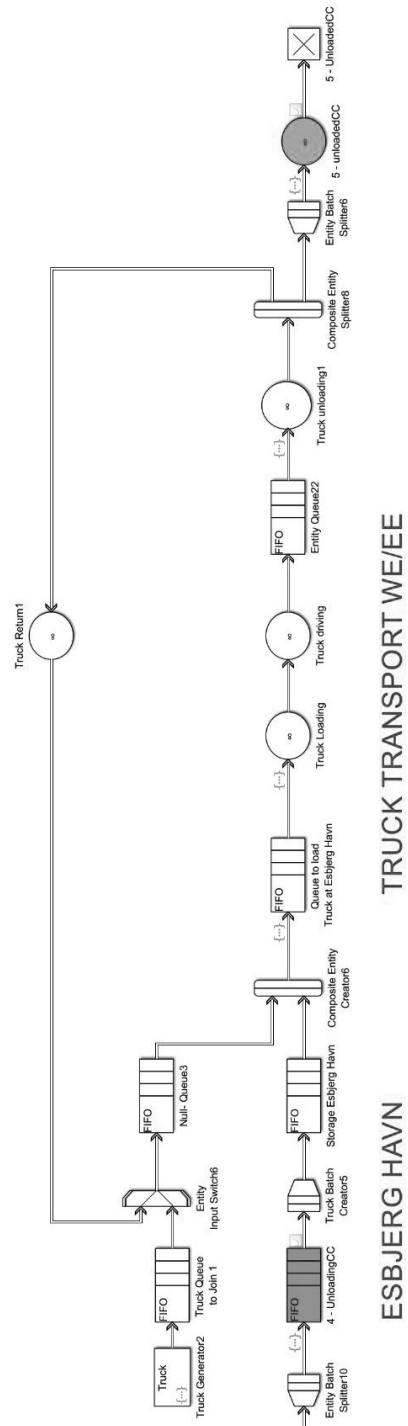 Truck Return1
Truck
{...}
Truck Generator2
FIFO
Truck Queue
to Join 1
Entity
Input Switch6
FIFO
Null- Queue3
{...}
Entity Batch
Splitter10
FIFO
4 - UnloadingCC
Truck Batch
Creator5
FIFO
Storage Esbjerg Havn
Composite Entity
Creator6
{...}
FIFO
Queue to load
Truck at Esbjerg Havn
{...}
∞
Truck Loading
∞
Truck driving
FIFO
Entity Queue22
{...}
∞
Truck unloading1
Composite Entity
Splitter8
Entity Batch
Splitter6
{...}
∞
5 - unloadedCC
5 - UnloadedCC
ESBJERG HAVN
TRUCK TRANSPORT WE/EE